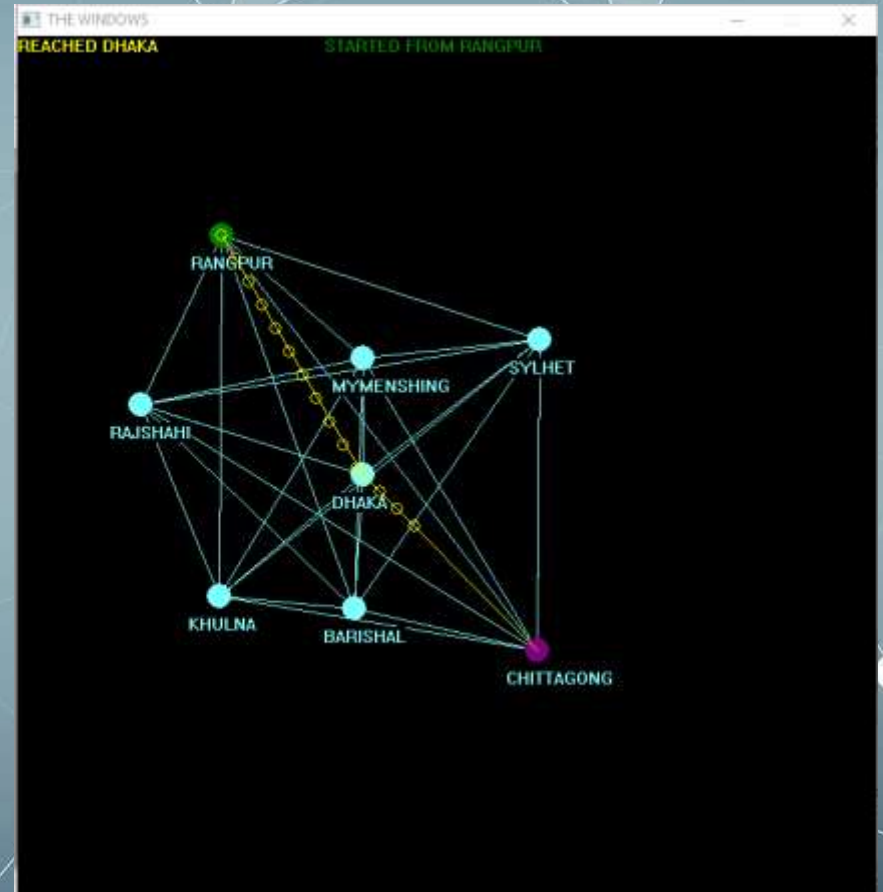 THE WINDOWS
REACHED DHAKA
STARTED FROM RANGPUR
RANGPUR
SYLHET
MYMENSHING
RAJSHAHI
DHAKA
KHULNA
BARISHAL
CHITTAGONG